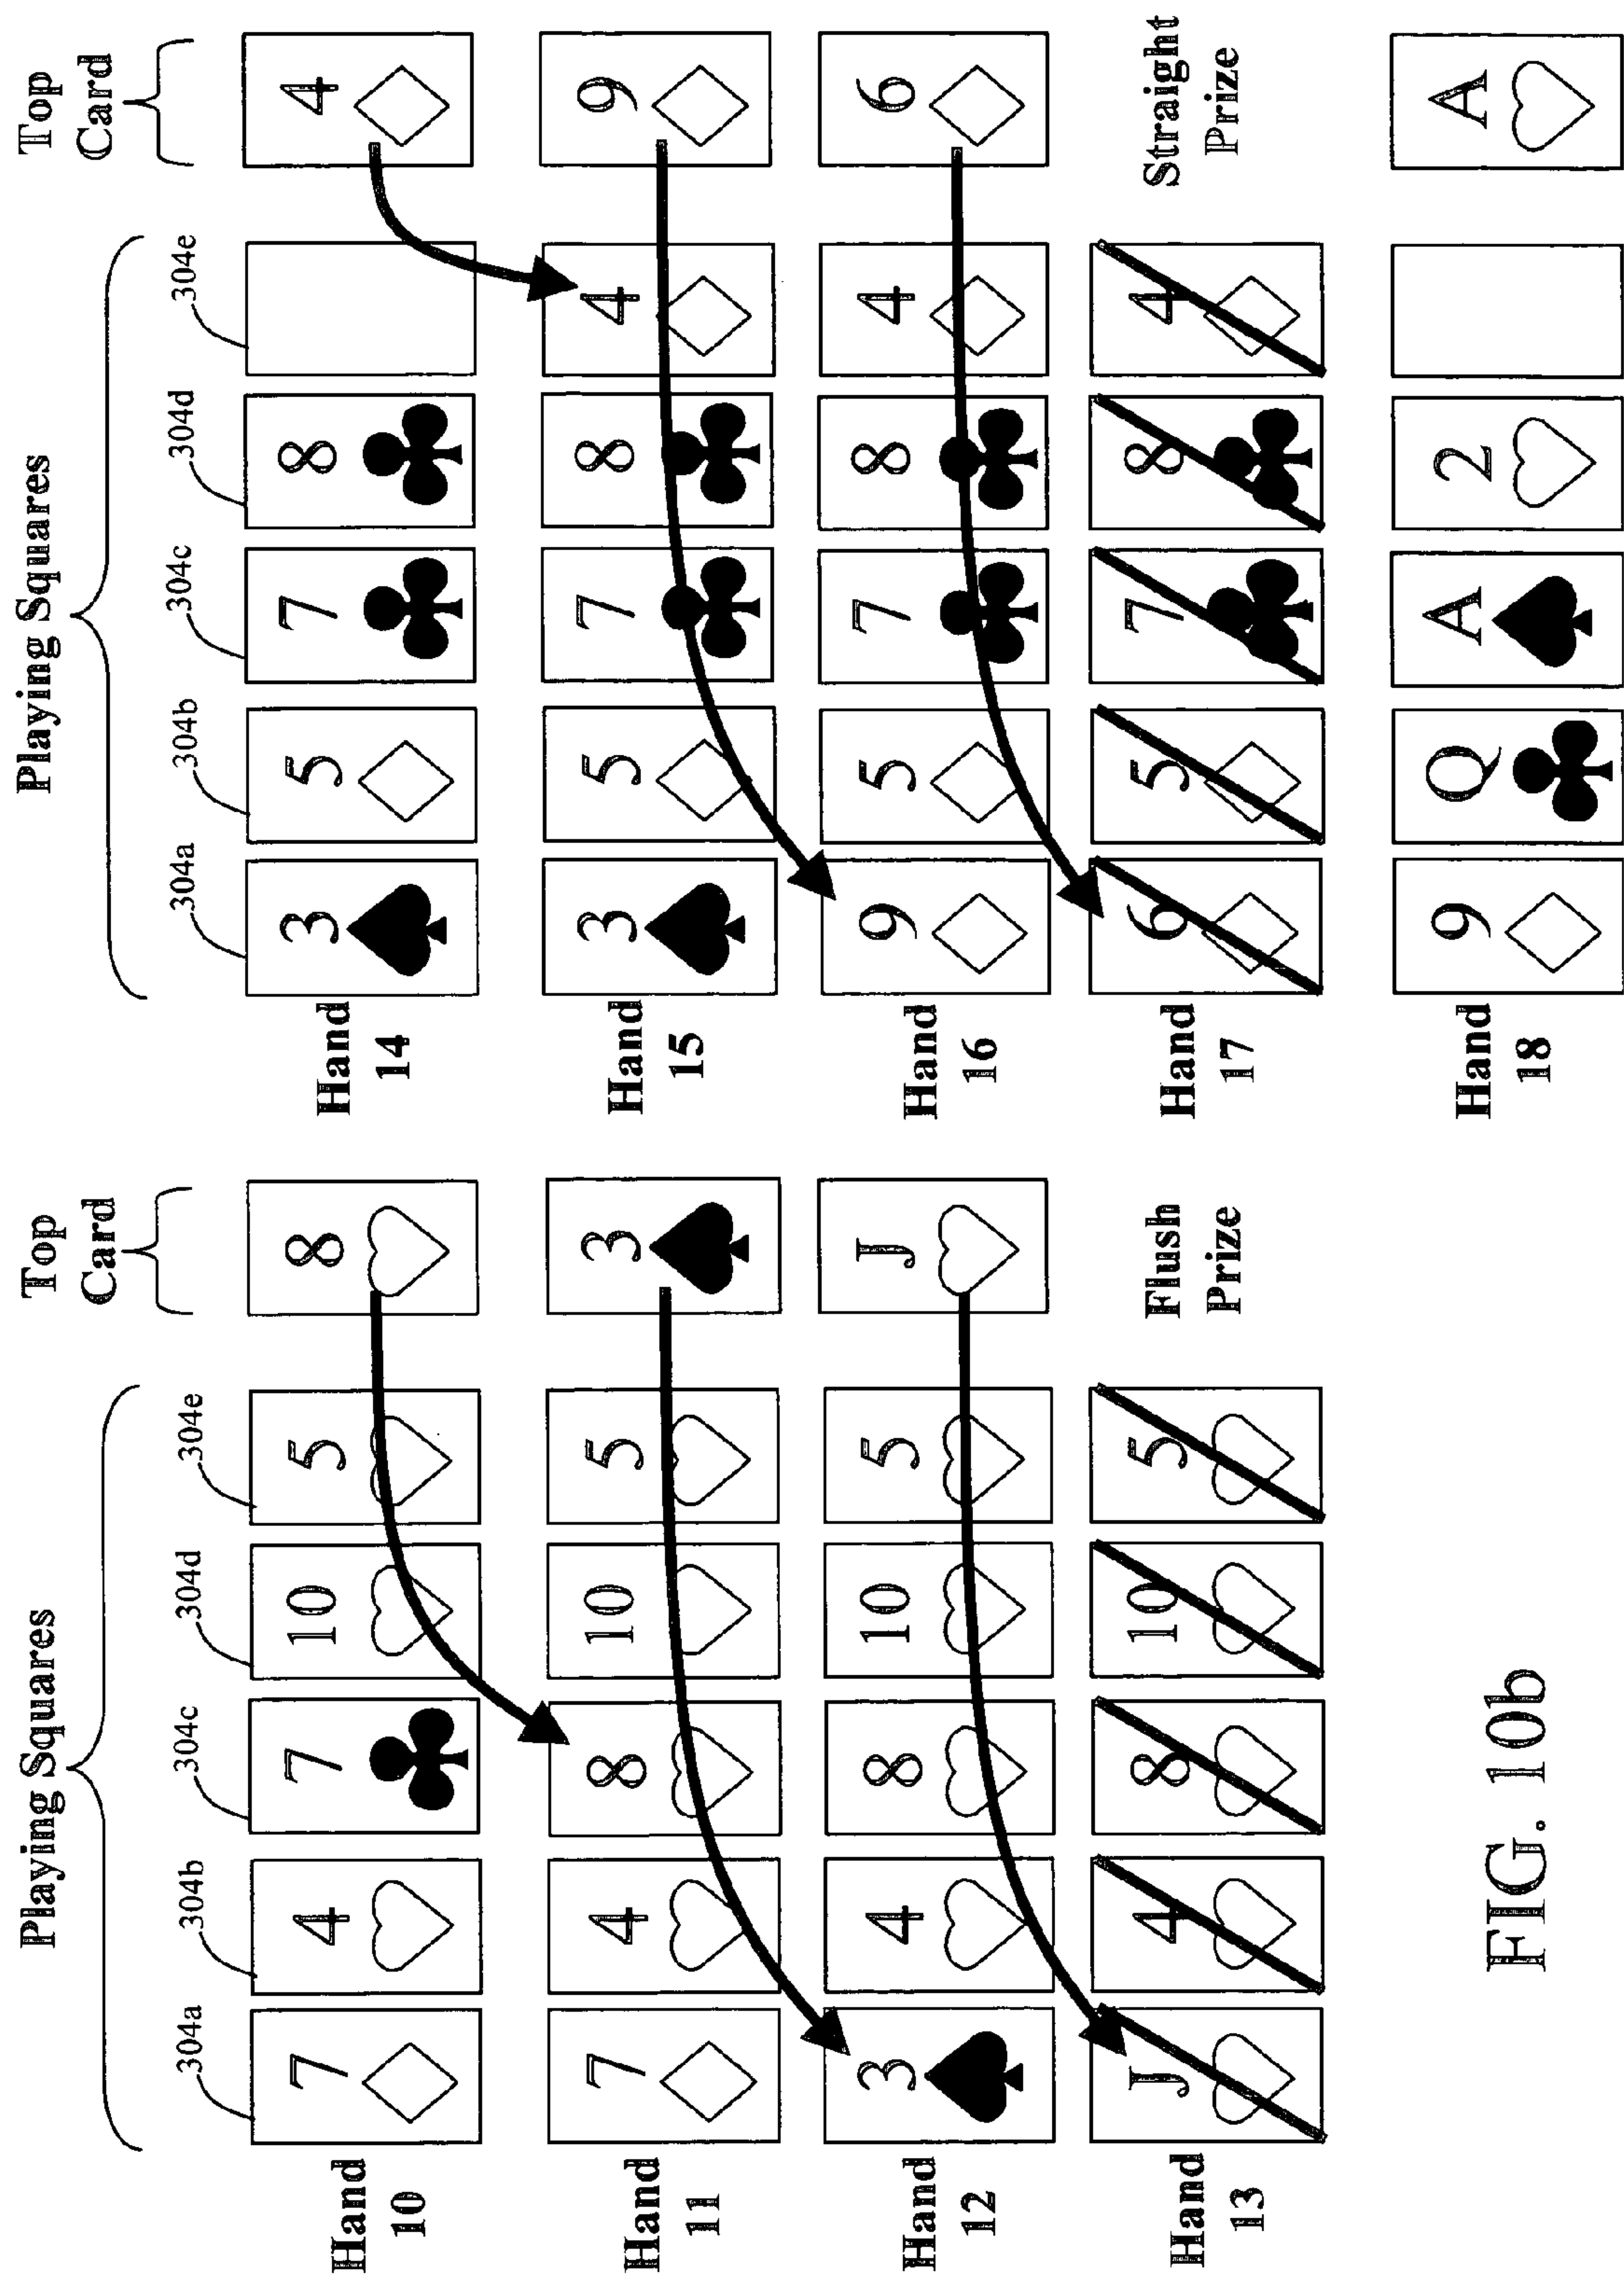 Playing Squares
Top
Card
304a
304b
304c
304d
304e
Hand
10
7
4
7
10
5
8
Hand
11
7
4
8
10
5
3
Hand
12
3
4
8
10
5
J
Hand
13
J
4
8
10
5
Flush
Prize
Playing Squares
Top
Card
304a
304b
304c
304d
304e
Hand
14
3
5
7
8
4
Hand
15
3
5
7
8
4
9
Hand
16
9
5
7
8
4
6
Hand
17
6
5
7
8
4
Straight
Prize
Hand
18
9
Q
A
2
A
FIG. 10b